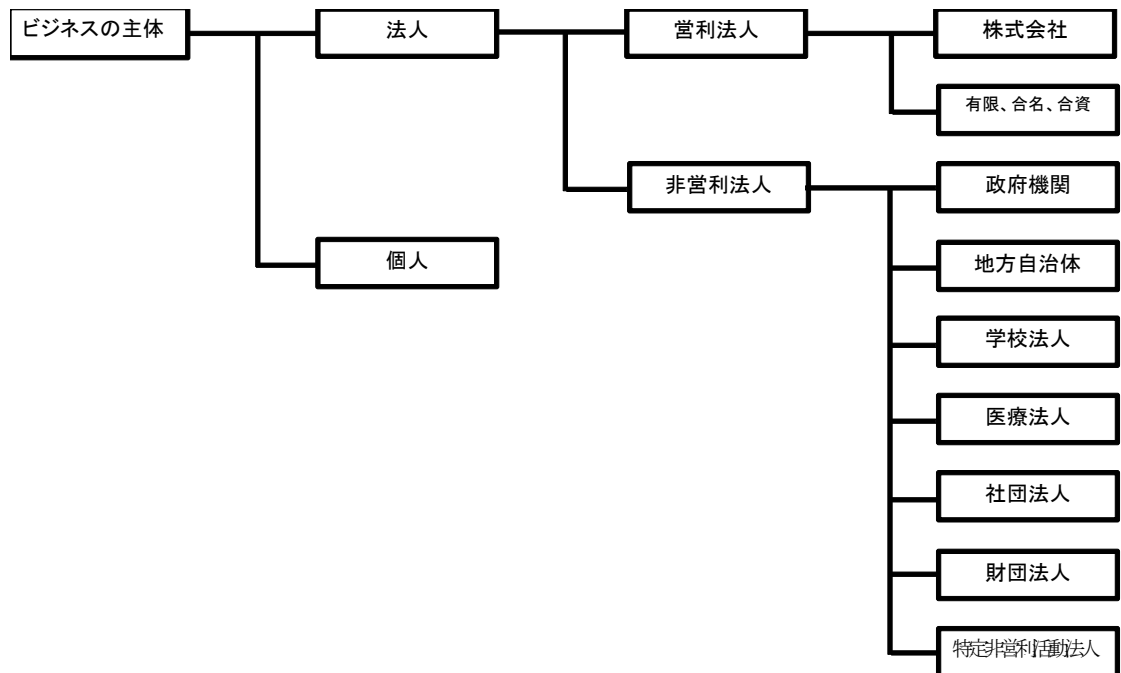 ビジネスの主体
法人
営利法人
株式会社
有限、合名、合資
非営利法人
政府機関
個人
地方自治体
学校法人
医療法人
社団法人
財団法人
特定非営利活動法人